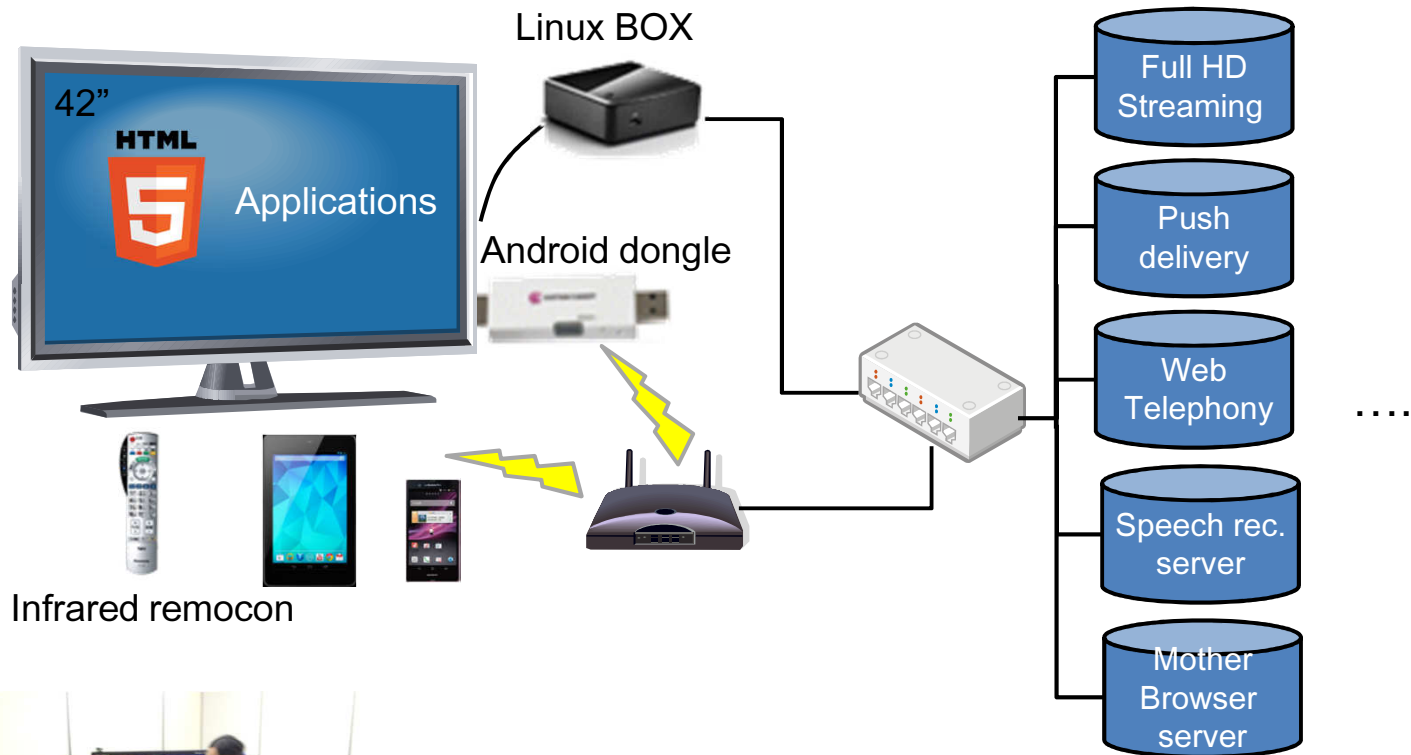 Linux BOX
42”
HTML
5
Applications
Android dongle
Infrared remocon
Full HD
Streaming
Push
delivery
Web
Telephony
….
Speech rec.
server
Mother
Browser
server